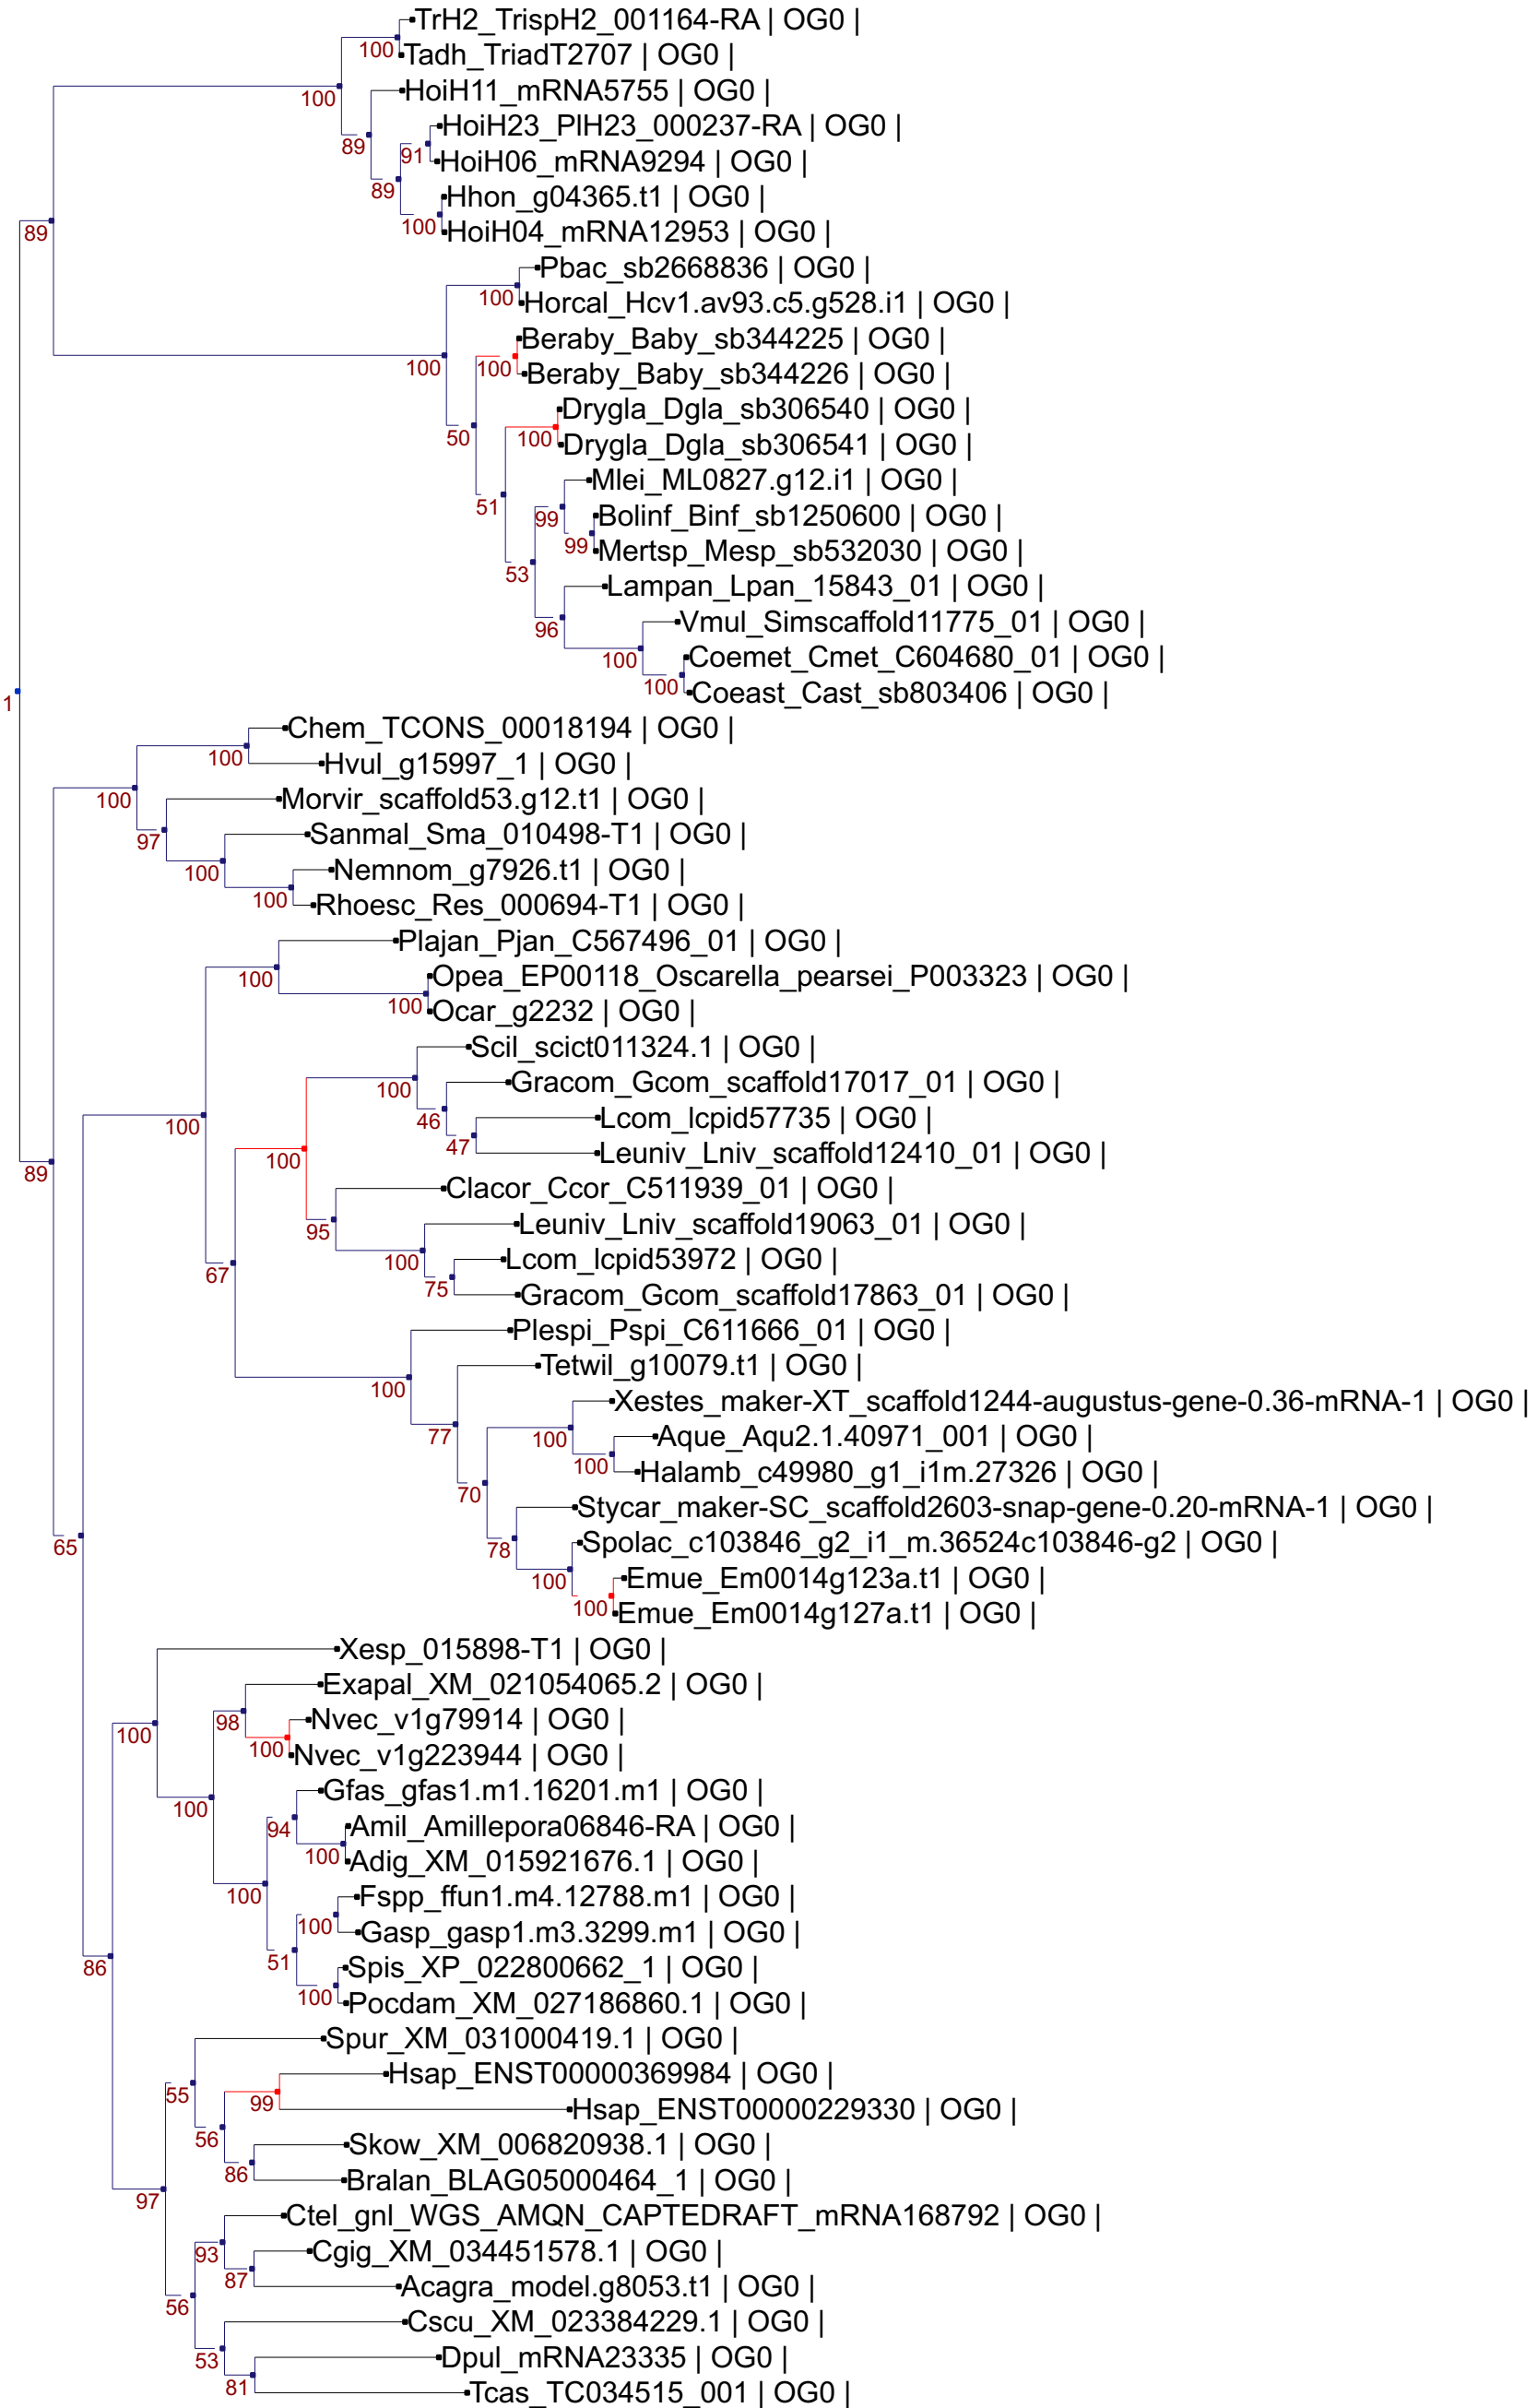 TrH2_TrispH2_001164-RA | OG0 |
100
Tadh_TriadT2707 | OG0 |
HoiH11_mRNA5755 | OG0 |
100
HoiH23_PlH23_000237-RA | OG0 |
89
91
HoiH06_mRNA9294 | OG0 |
89
Hhon_g04365.t1 | OG0 |
100
HoiH04_mRNA12953 | OG0 |
89
Pbac_sb2668836 | OG0 |
100
Horcal_Hcv1.av93.c5.g528.i1 | OG0 |
Beraby_Baby_sb344225 | OG0 |
100
100
Beraby_Baby_sb344226 | OG0 |
Drygla_Dgla_sb306540 | OG0 |
50
100
Drygla_Dgla_sb306541 | OG0 |
Mlei_ML0827.g12.i1 | OG0 |
51
99
Bolinf_Binf_sb1250600 | OG0 |
99
Mertsp_Mesp_sb532030 | OG0 |
53
Lampan_Lpan_15843_01 | OG0 |
96
Vmul_Simscaffold11775_01 | OG0 |
100
Coemet_Cmet_C604680_01 | OG0 |
100
Coeast_Cast_sb803406 | OG0 |
1
Chem_TCONS_00018194 | OG0 |
100
Hvul_g15997_1 | OG0 |
100
Morvir_scaffold53.g12.t1 | OG0 |
97
Sanmal_Sma_010498-T1 | OG0 |
100
Nemnom_g7926.t1 | OG0 |
100
Rhoesc_Res_000694-T1 | OG0 |
Plajan_Pjan_C567496_01 | OG0 |
100
Opea_EP00118_Oscarella_pearsei_P003323 | OG0 |
100
Ocar_g2232 | OG0 |
Scil_scict011324.1 | OG0 |
100
Gracom_Gcom_scaffold17017_01 | OG0 |
100
46
Lcom_lcpid57735 | OG0 |
47
Leuniv_Lniv_scaffold12410_01 | OG0 |
100
89
Clacor_Ccor_C511939_01 | OG0 |
95
Leuniv_Lniv_scaffold19063_01 | OG0 |
100
Lcom_lcpid53972 | OG0 |
67
75
Gracom_Gcom_scaffold17863_01 | OG0 |
Plespi_Pspi_C611666_01 | OG0 |
Tetwil_g10079.t1 | OG0 |
100
Xestes_maker-XT_scaffold1244-augustus-gene-0.36-mRNA-1 | OG0 |
77
100
Aque_Aqu2.1.40971_001 | OG0 |
100
Halamb_c49980_g1_i1m.27326 | OG0 |
70
Stycar_maker-SC_scaffold2603-snap-gene-0.20-mRNA-1 | OG0 |
65
78
Spolac_c103846_g2_i1_m.36524c103846-g2 | OG0 |
100
Emue_Em0014g123a.t1 | OG0 |
100
Emue_Em0014g127a.t1 | OG0 |
Xesp_015898-T1 | OG0 |
Exapal_XM_021054065.2 | OG0 |
98
Nvec_v1g79914 | OG0 |
100
100
Nvec_v1g223944 | OG0 |
Gfas_gfas1.m1.16201.m1 | OG0 |
100
94
Amil_Amillepora06846-RA | OG0 |
100
Adig_XM_015921676.1 | OG0 |
100
Fspp_ffun1.m4.12788.m1 | OG0 |
100
Gasp_gasp1.m3.3299.m1 | OG0 |
51
86
Spis_XP_022800662_1 | OG0 |
100
Pocdam_XM_027186860.1 | OG0 |
Spur_XM_031000419.1 | OG0 |
Hsap_ENST00000369984 | OG0 |
55
99
Hsap_ENST00000229330 | OG0 |
56
Skow_XM_006820938.1 | OG0 |
86
Bralan_BLAG05000464_1 | OG0 |
97
Ctel_gnl_WGS_AMQN_CAPTEDRAFT_mRNA168792 | OG0 |
93
Cgig_XM_034451578.1 | OG0 |
87
Acagra_model.g8053.t1 | OG0 |
56
Cscu_XM_023384229.1 | OG0 |
53
Dpul_mRNA23335 | OG0 |
81
Tcas_TC034515_001 | OG0 |